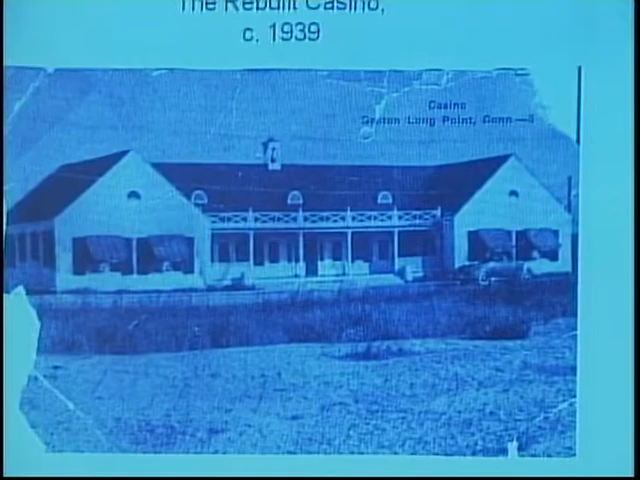 The Rebuilt Casino,
c. 1939
Casino
Groton Long Point, Conn.—3